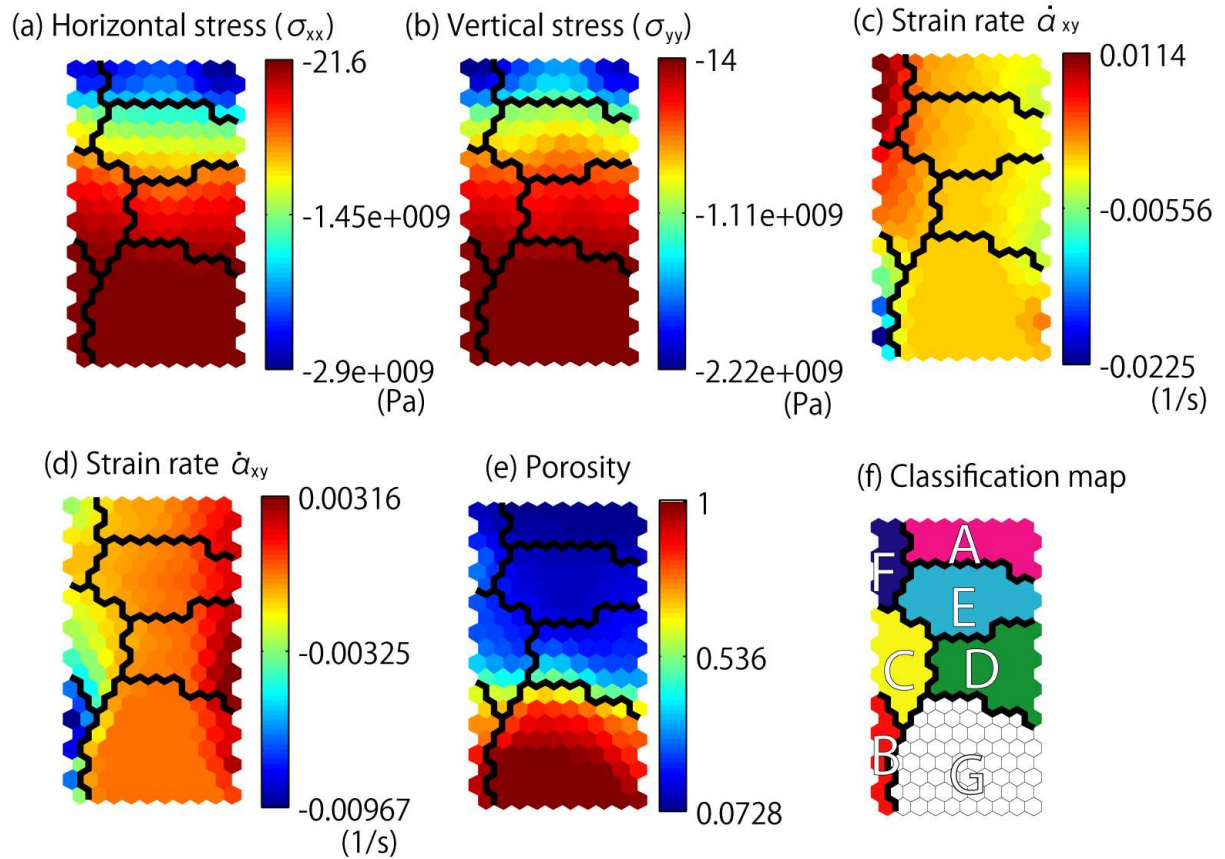 (a) Horizontal stress (σxx)
-21.6
-1.45e+009
-2.9e+009
(Pa)
(b) Vertical stress (σyy)
-14
-1.11e+009
-2.22e+009
(Pa)
(c) Strain rate α̇ xy
0.0114
-0.00556
-0.0225
(1/s)
(d) Strain rate α̇xy
0.00316
-0.00325
-0.00967
(1/s)
(e) Porosity
1
0.536
0.0728
(f) Classification map
A
F
E
C
D
B
G